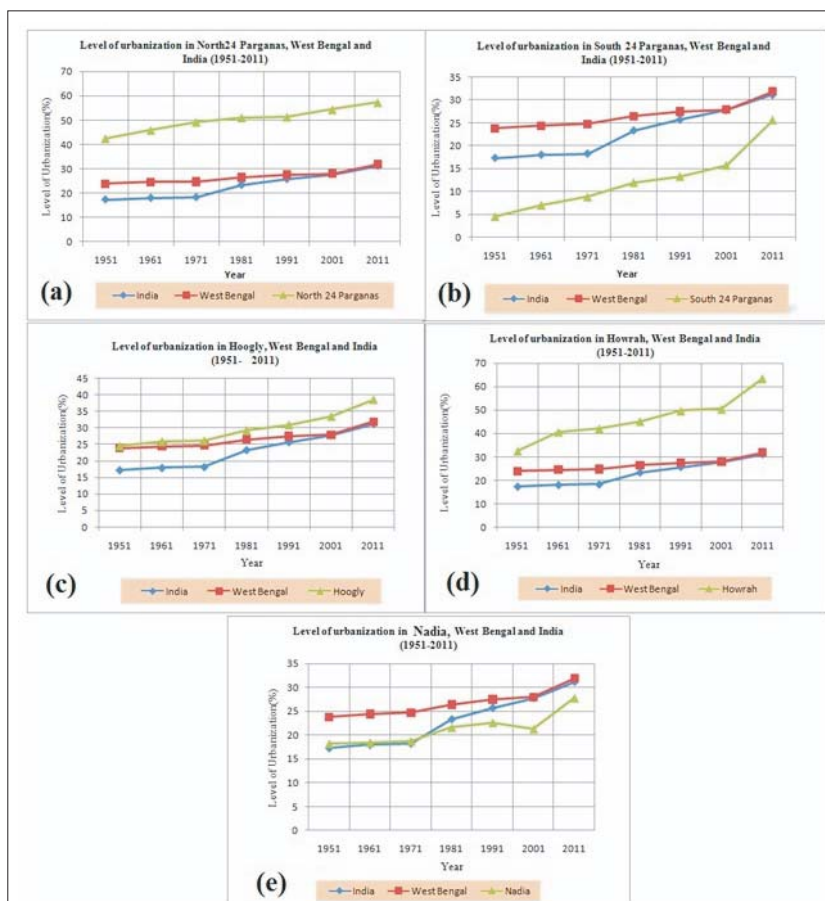 Level of urbanization in North24 Parganas, West Bengal and
India (1951-2011)
Level of Urbanization(%)
70
60
50
40
30
20
10
0
1951 1961 1971 1981 1991 2001 2011
Year
(a)
India West Bengal North 24 Parganas
Level of urbanization in South 24 Parganas, West Bengal and
India (1951-2011)
Level of Urbanization(%)
35
30
25
20
15
10
5
0
1951 1961 1971 1981 1991 2001 2011
Year
(b)
India West Bengal South 24 Parganas
Level of urbanization in Hoogly, West Bengal and India
(1951- 2011)
Level of Urbanization(%)
45
40
35
30
25
20
15
10
5
0
1951 1961 1971 1981 1991 2001 2011
Year
(c)
India West Bengal Hoogly
Level of urbanization in Howrah, West Bengal and India
(1951-2011)
Level of Urbanization(%)
70
60
50
40
30
20
10
0
1951 1961 1971 1981 1991 2001 2011
Year
(d)
India West Bengal Howrah
Level of urbanization in Nadia, West Bengal and India
(1951-2011)
Level of Urbanization(%)
35
30
25
20
15
10
5
0
1951 1961 1971 1981 1991 2001 2011
Year
(e)
India West Bengal Nadia